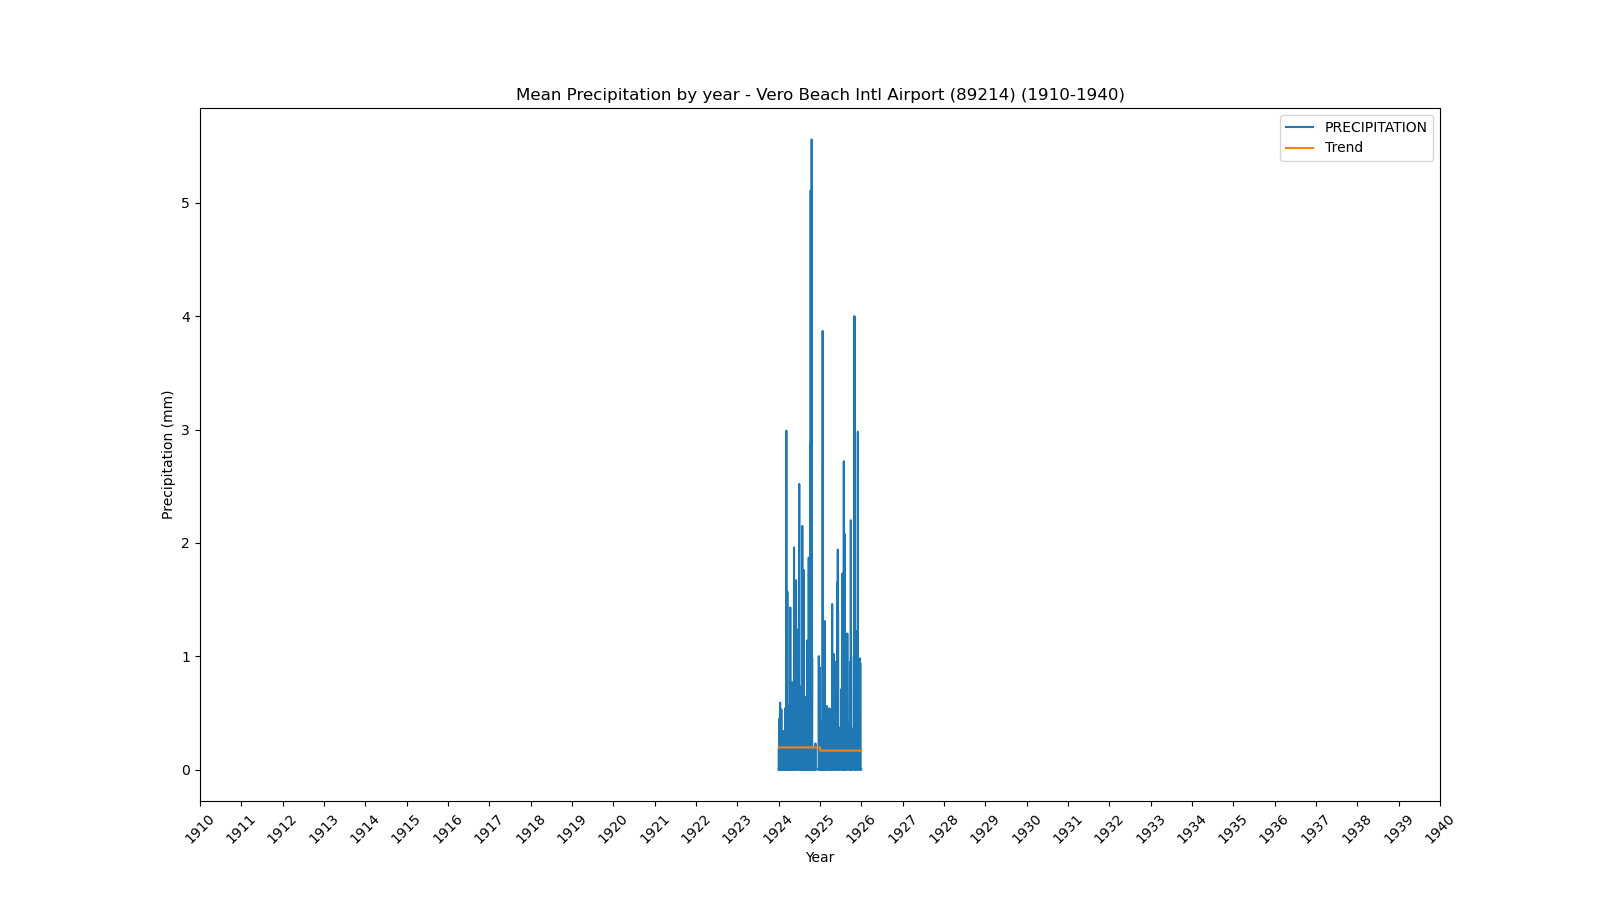 Mean Precipitation by year - Vero Beach Intl Airport (89214) (1910-1940)
PRECIPITATION
Trend
Precipitation (mm)
5
4
3
2
1
0
1910 1911 1912 1913 1914 1915 1916 1917 1918 1919 1920 1921 1922 1923 1924 1925 1926 1927 1928 1929 1930 1931 1932 1933 1934 1935 1936 1937 1938 1939 1940
Year